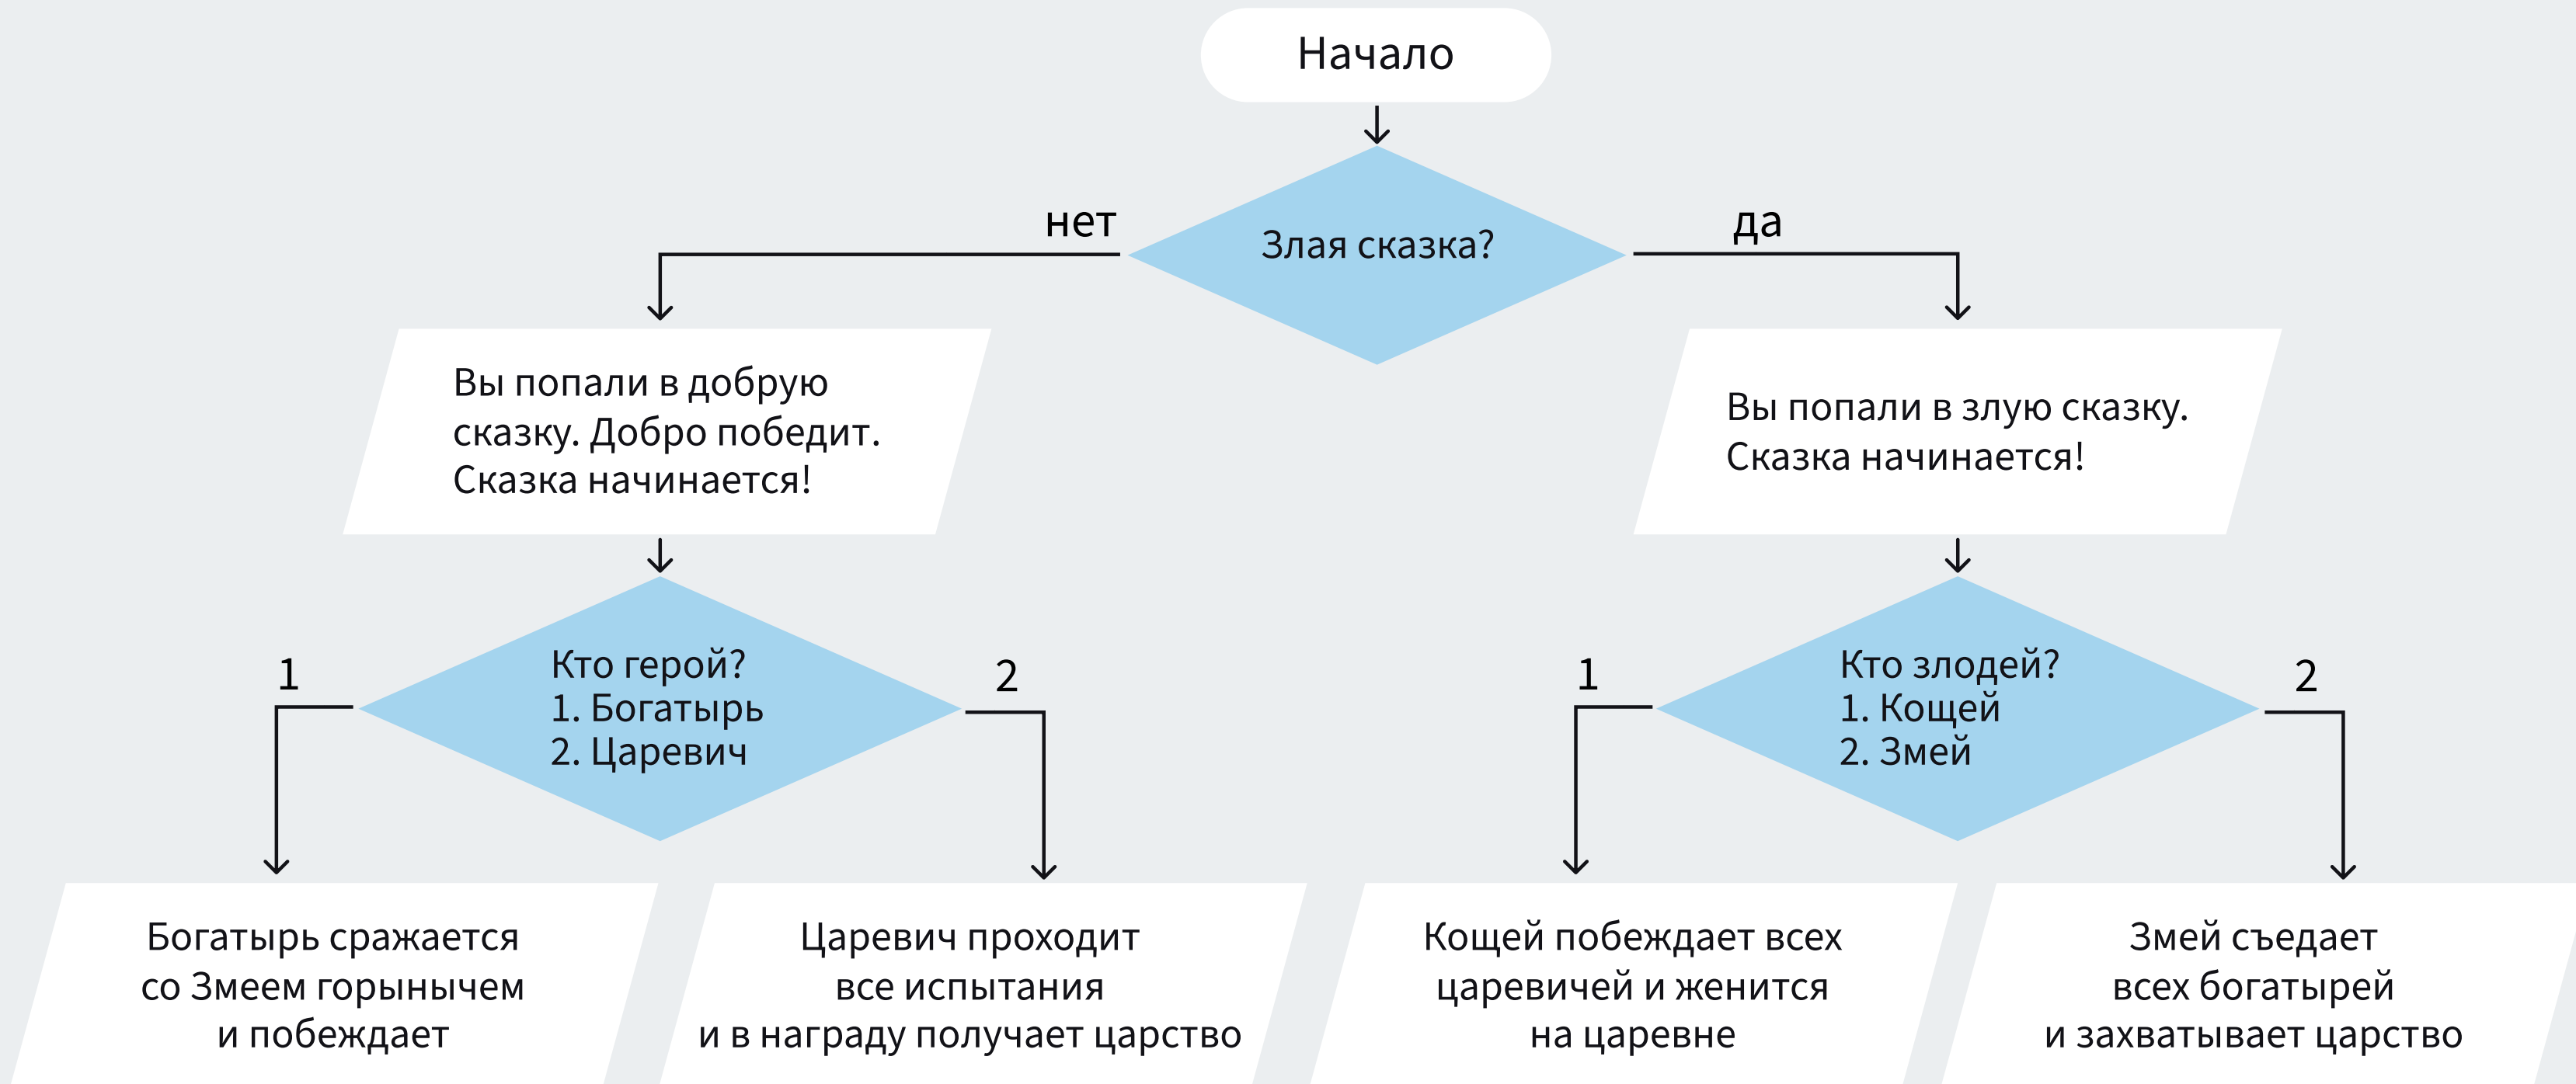 Начало
Злая сказка?
нет
да
Вы попали в добрую
сказку. Добро победит.
Сказка начинается!
Вы попали в злую сказку.
Сказка начинается!
Кто герой?
1. Богатырь
2. Царевич
1
2
Кто злодей?
1. Кощей
2. Змей
1
2
Богатырь сражается
со Змеем горынычем
и побеждает
Царевич проходит
все испытания
и в награду получает царство
Кощей побеждает всех
царевичей и женится
на царевне
Змей съедает
всех богатырей
и захватывает царство